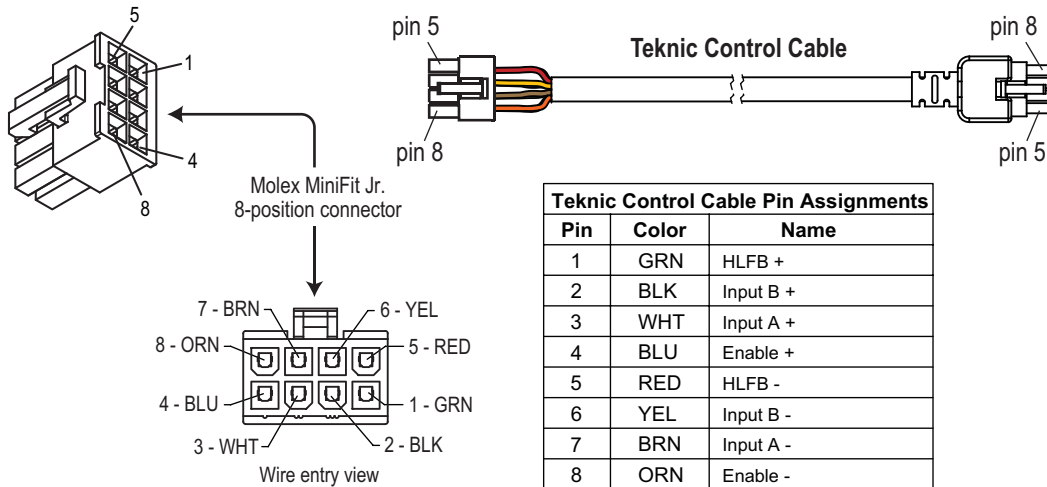 5
1
4
8
Molex MiniFit Jr.
8-position connector
7 - BRN
6 - YEL
8 - ORN
5 - RED
4 - BLU
1 - GRN
3 - WHT
2 - BLK
Wire entry view
pin 5
pin 8
Teknic Control Cable
pin 8
pin 5
Teknic Control Cable Pin Assignments
Pin Color Name
1 GRN HLFB +
2 BLK Input B +
3 WHT Input A +
4 BLU Enable +
5 RED HLFB -
6 YEL Input B -
7 BRN Input A -
8 ORN Enable -